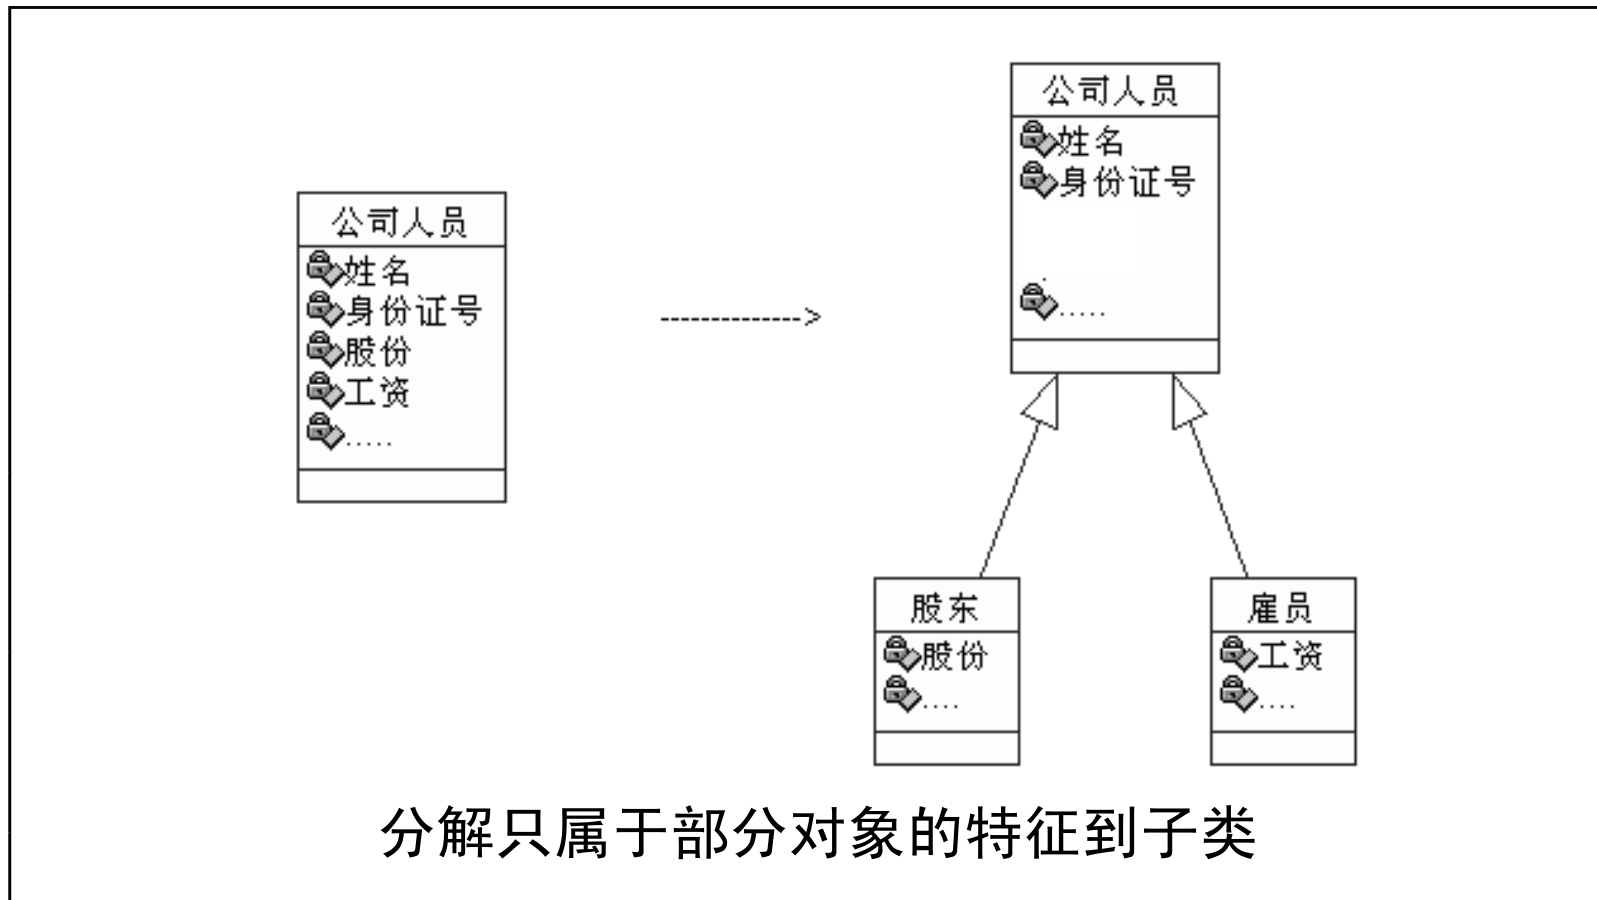 公司人员
姓名
身份证号
股份
工资
.....
------------->
公司人员
姓名
身份证号
.....
股东
股份
....
雇员
工资
....
分解只属于部分对象的特征到子类